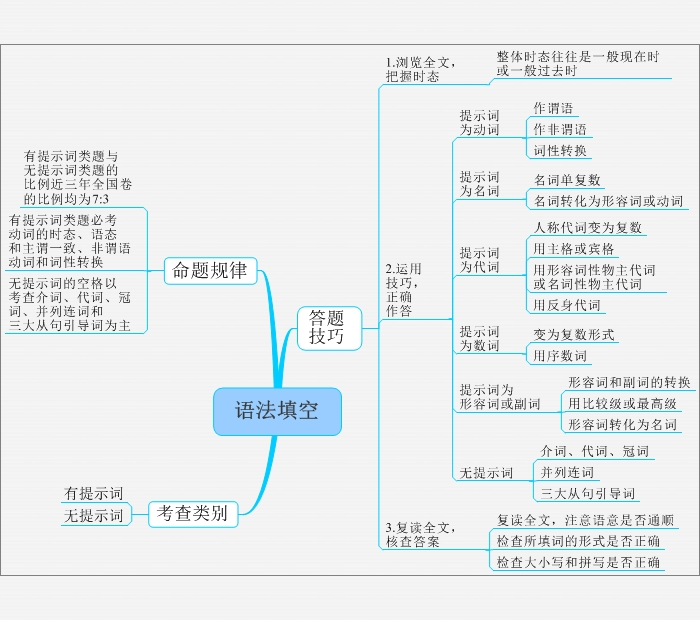 语法填空
命题规律
有提示词类题与
无提示词类题的
比例近三年全国卷
的比例均为7:3
有提示词类题必考
动词的时态、语态
和主谓一致、非谓语
动词和词性转换
无提示词的空格以
考查介词、代词、冠
词、并列连词和
三大从句引导词为主
考查类别
有提示词
无提示词
答题
技巧
1.浏览全文，
把握时态
整体时态往往是一般现在时
或一般过去时
2.运用
技巧，
正确
作答
提示词
为动词
作谓语
作非谓语
词性转换
提示词
为名词
名词单复数
名词转化为形容词或动词
提示词
为代词
人称代词变为复数
用主格或宾格
用形容词性物主代词
或名词性物主代词
用反身代词
提示词
为数词
变为复数形式
用序数词
提示词为
形容词或副词
形容词和副词的转换
用比较级或最高级
形容词转化为名词
无提示词
介词、代词、冠词
并列连词
三大从句引导词
3.复读全文，
核查答案
复读全文，注意语意是否通顺
检查所填词的形式是否正确
检查大小写和拼写是否正确